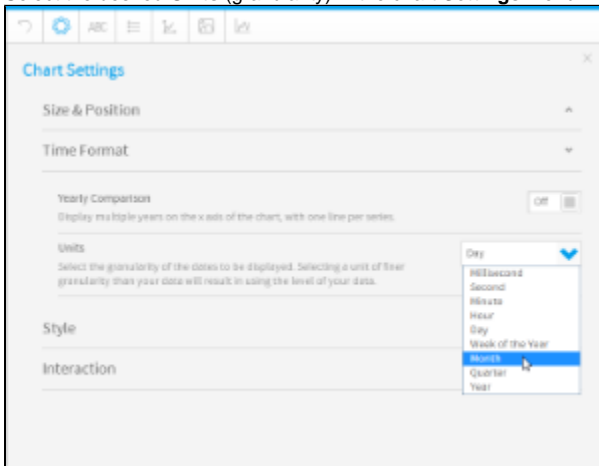 ABC
Chart Settings
Size & Position
Time Format
Yearly Comparison
Off
Display multiple years on the x axis of the chart, with one line per series.
Units
Day
Select the granularity of the dates to be displayed. Selecting a unit of finer
granularity than your data will result in using the level of your data.
Millisecond
Second
Minute
Hour
Day
Week of the Year
Month
Quarter
Year
Style
Interaction